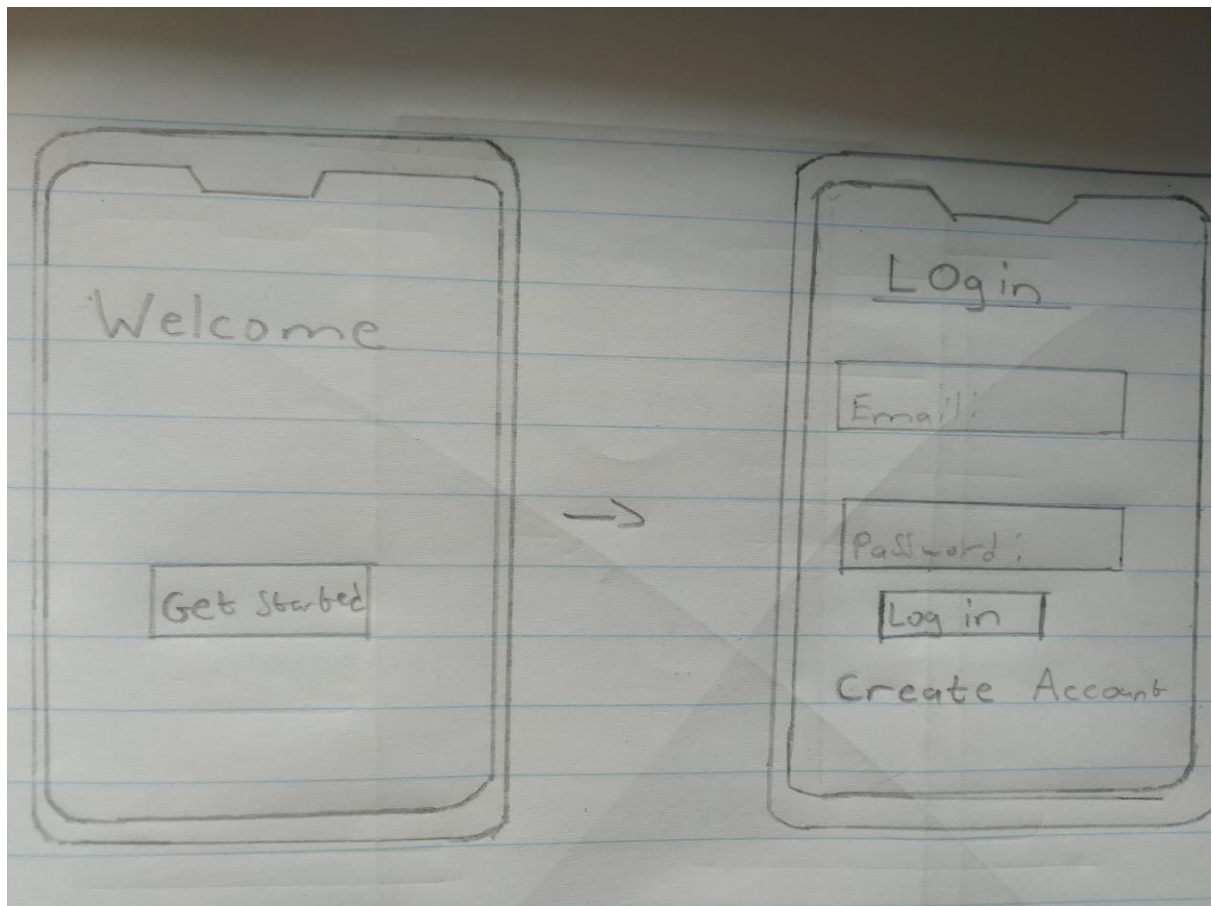 Welcome
Get Started
LOgin
Email:
Password:
Log in
Create Account